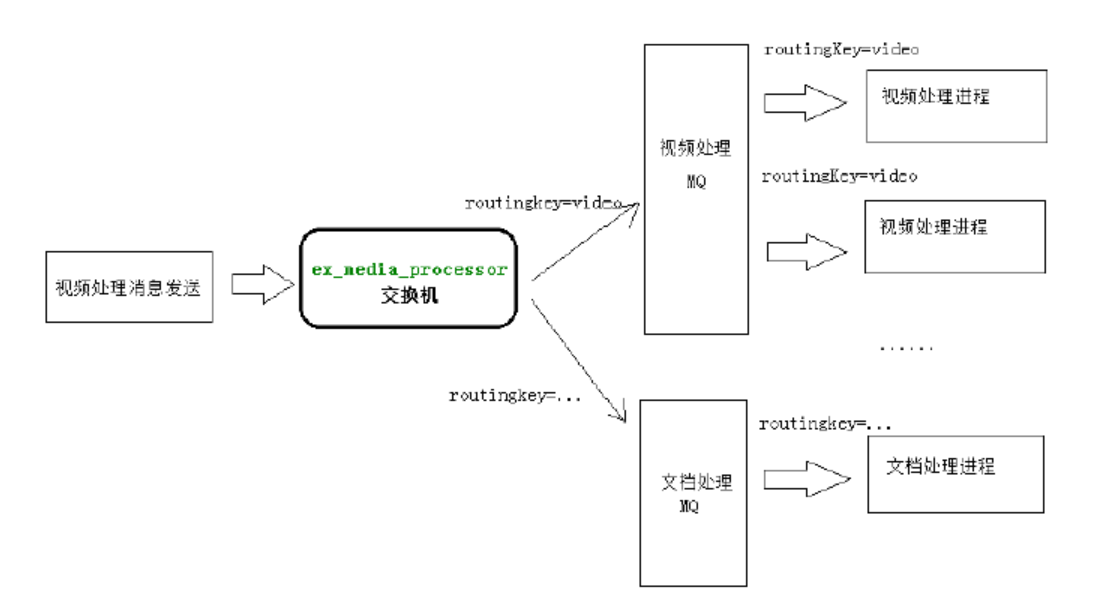 视频处理消息发送
ex_media_processor
交换机
routingkey=video
routingkey=...
视频处理
MQ
routingKey=video
视频处理进程
routingKey=video
视频处理进程
......
文档处理
MQ
routingkey=...
文档处理进程